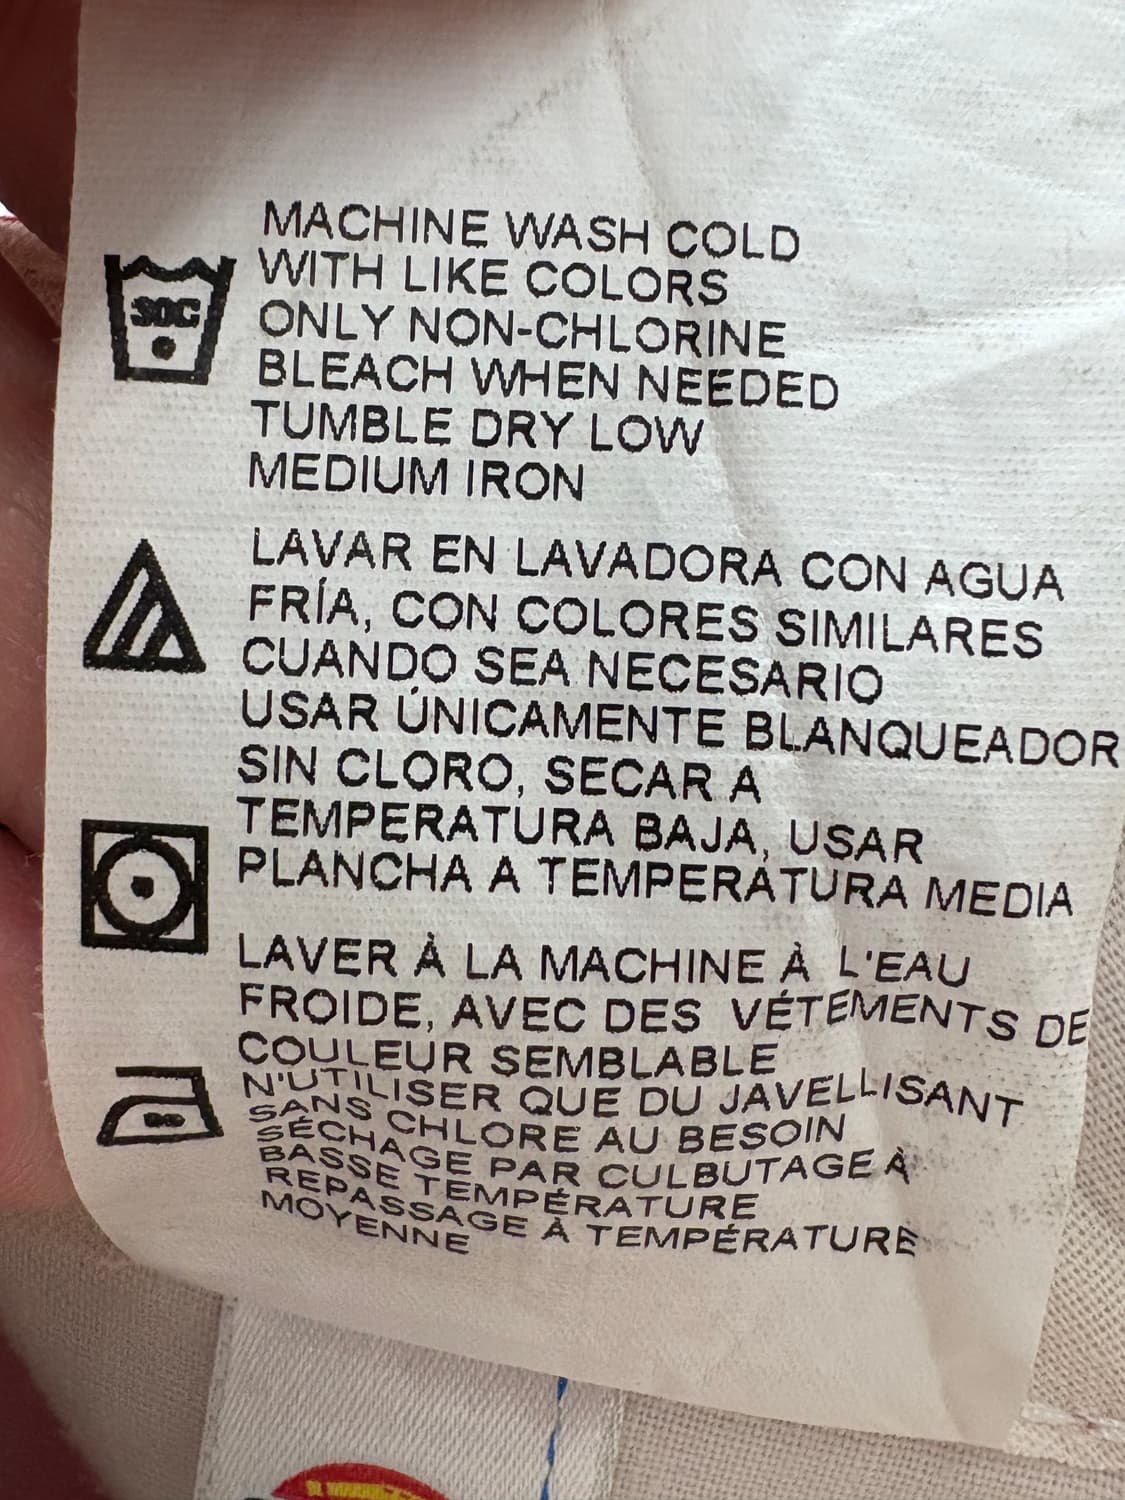 MACHINE WASH COLD
WITH LIKE COLORS
ONLY NON-CHLORINE
BLEACH WHEN NEEDED
TUMBLE DRY LOW
MEDIUM IRON
30C
LAVAR EN LAVADORA CON AGUA
FRÍA, CON COLORES SIMILARES
CUANDO SEA NECESARIO
USAR ÚNICAMENTE BLANQUEADOR
SIN CLORO, SECAR A
TEMPERATURA BAJA, USAR
PLANCHA A TEMPERATURA MEDIA
LAVER À LA MACHINE À L'EAU
FROIDE, AVEC DES VÉTEMENTS DE
COULEUR SEMBLABLE
N'UTILISER QUE DU JAVELLISANT
SANS CHLORE AU BESOIN
SÉCHAGE PAR CULBUTAGE À
BASSE TEMPÉRATURE
REPASSAGE À TEMPÉRATURE
MOYENNE